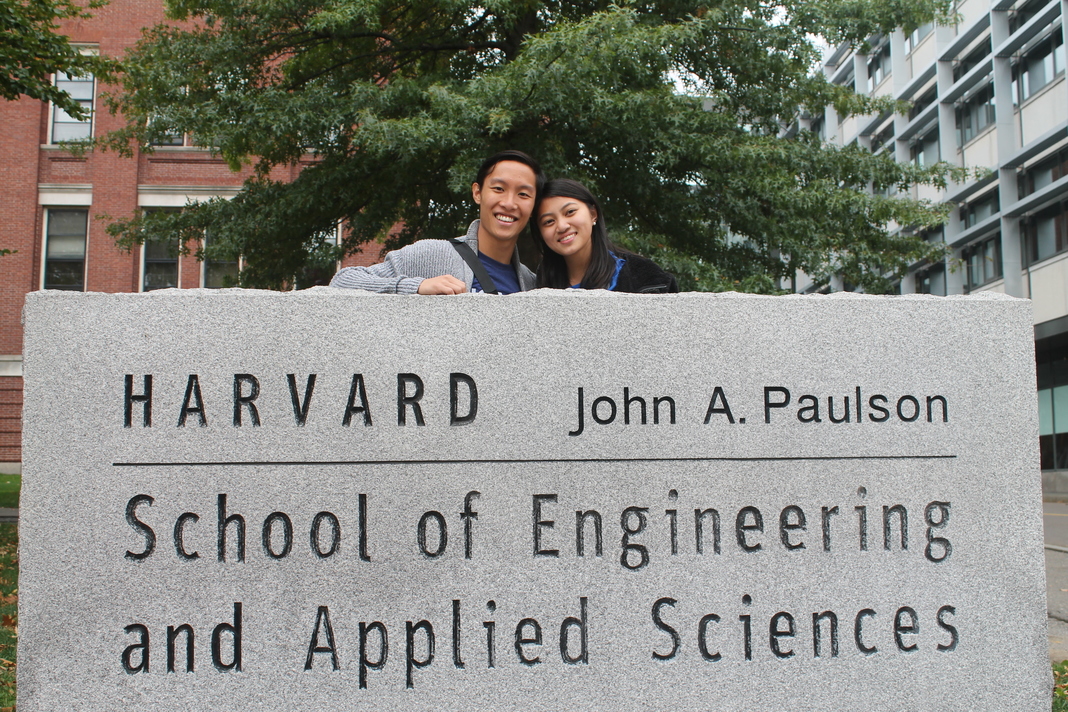 HARVARD John A. Paulson
School of Engineering
and Applied Sciences